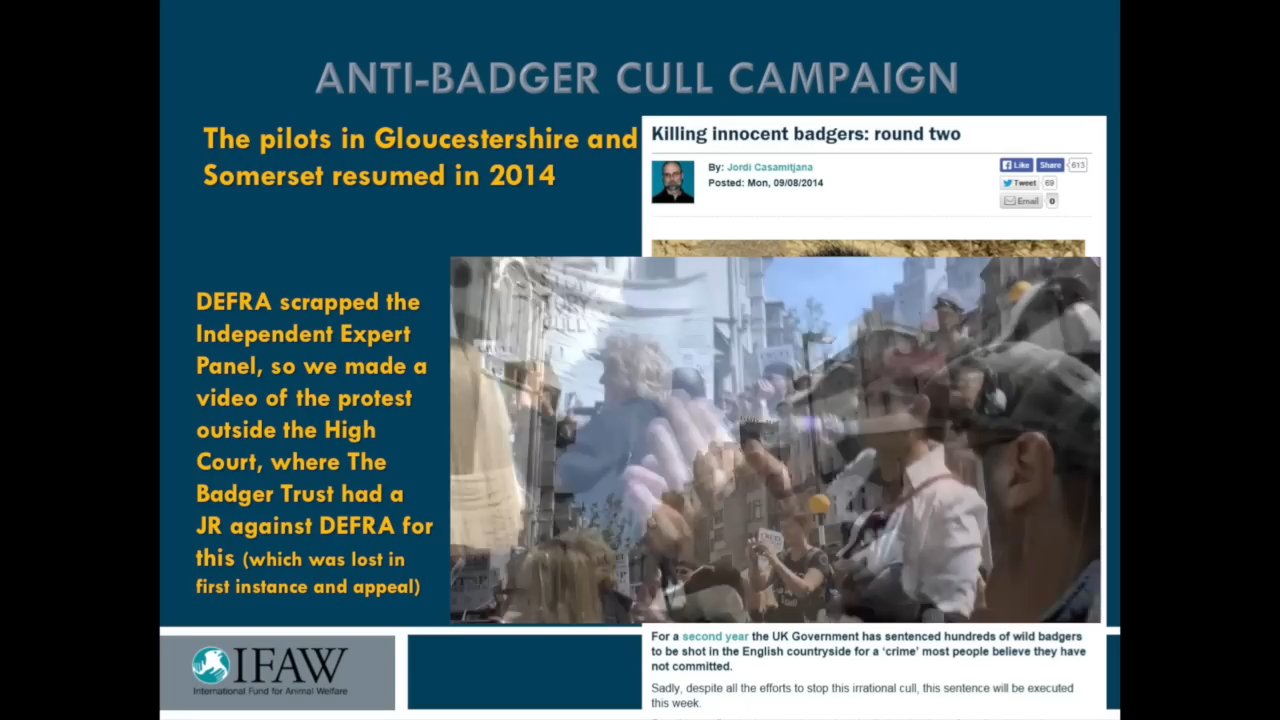 ANTI-BADGER CULL CAMPAIGN
The pilots in Gloucestershire and
Somerset resumed in 2014
DEFRA scrapped the
Independent Expert
Panel, so we made a
video of the protest
outside the High
Court, where The
Badger Trust had a
JR against DEFRA for
this (which was lost in
first instance and appeal)
Killing innocent badgers: round two
By: Jordi Casamitjana
Posted: Mon, 09/08/2014
Like Share 613
Tweet 69
Email 0
For a second year the UK Government has sentenced hundreds of wild badgers
to be shot in the English countryside for a ‘crime’ most people believe they have
not committed.
Sadly, despite all the efforts to stop this irrational cull, this sentence will be executed
this week.
IFAW
International Fund for Animal Welfare